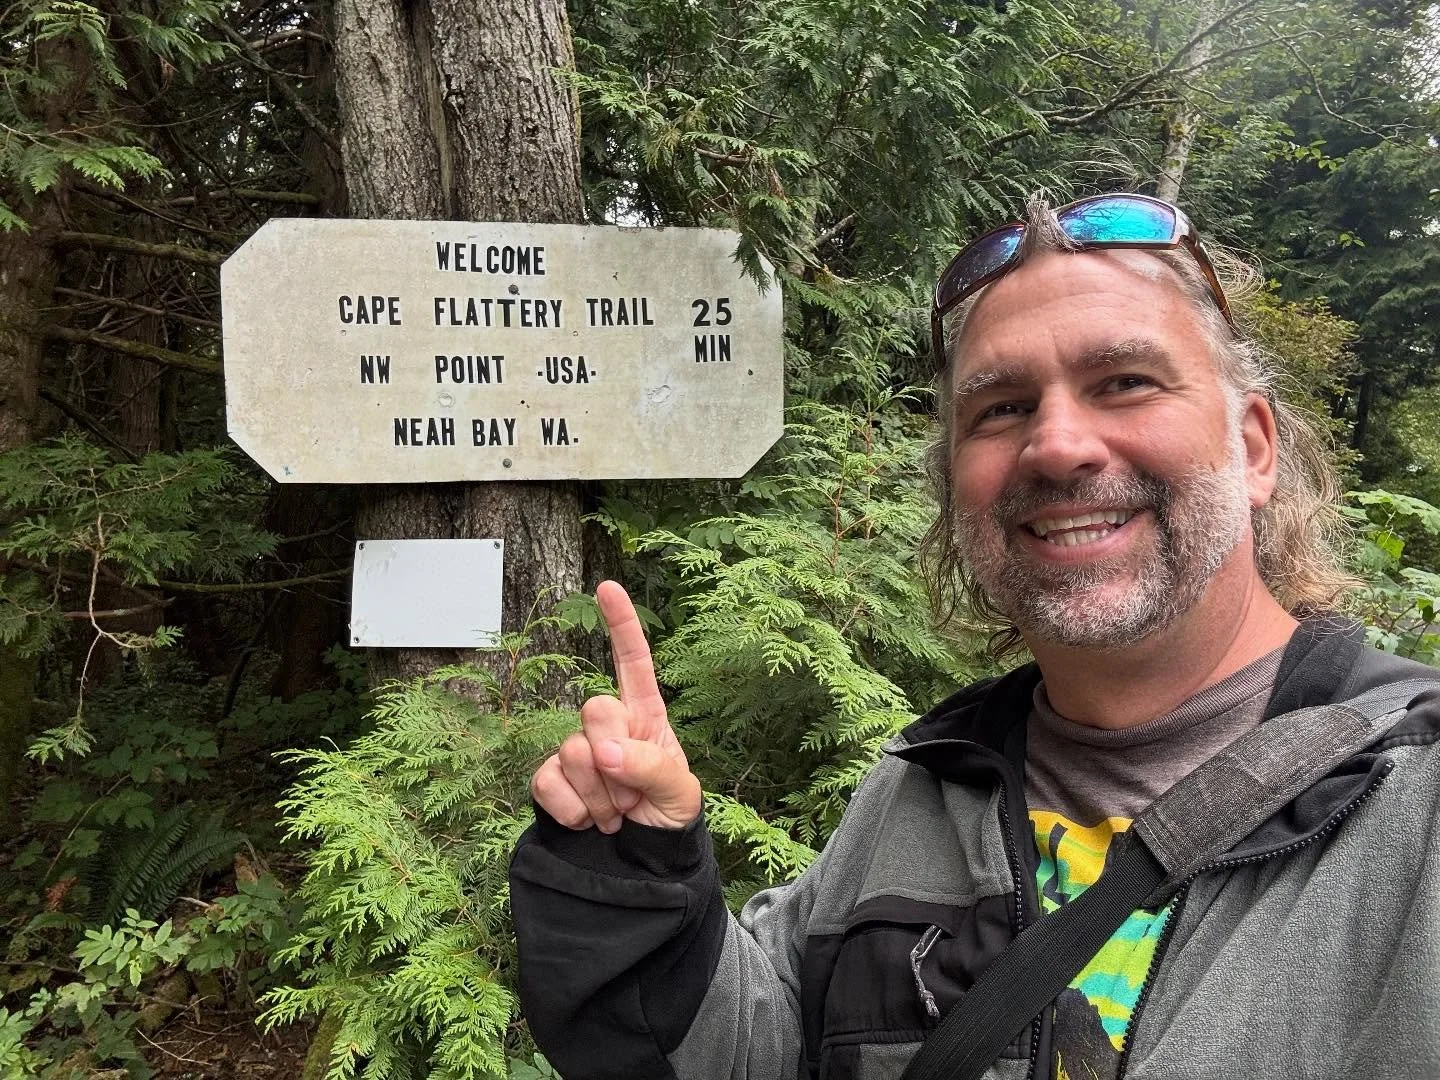 WELCOME
CAPE FLATTERY TRAIL 25
MIN
NW POINT -USA-
NEAH BAY WA.